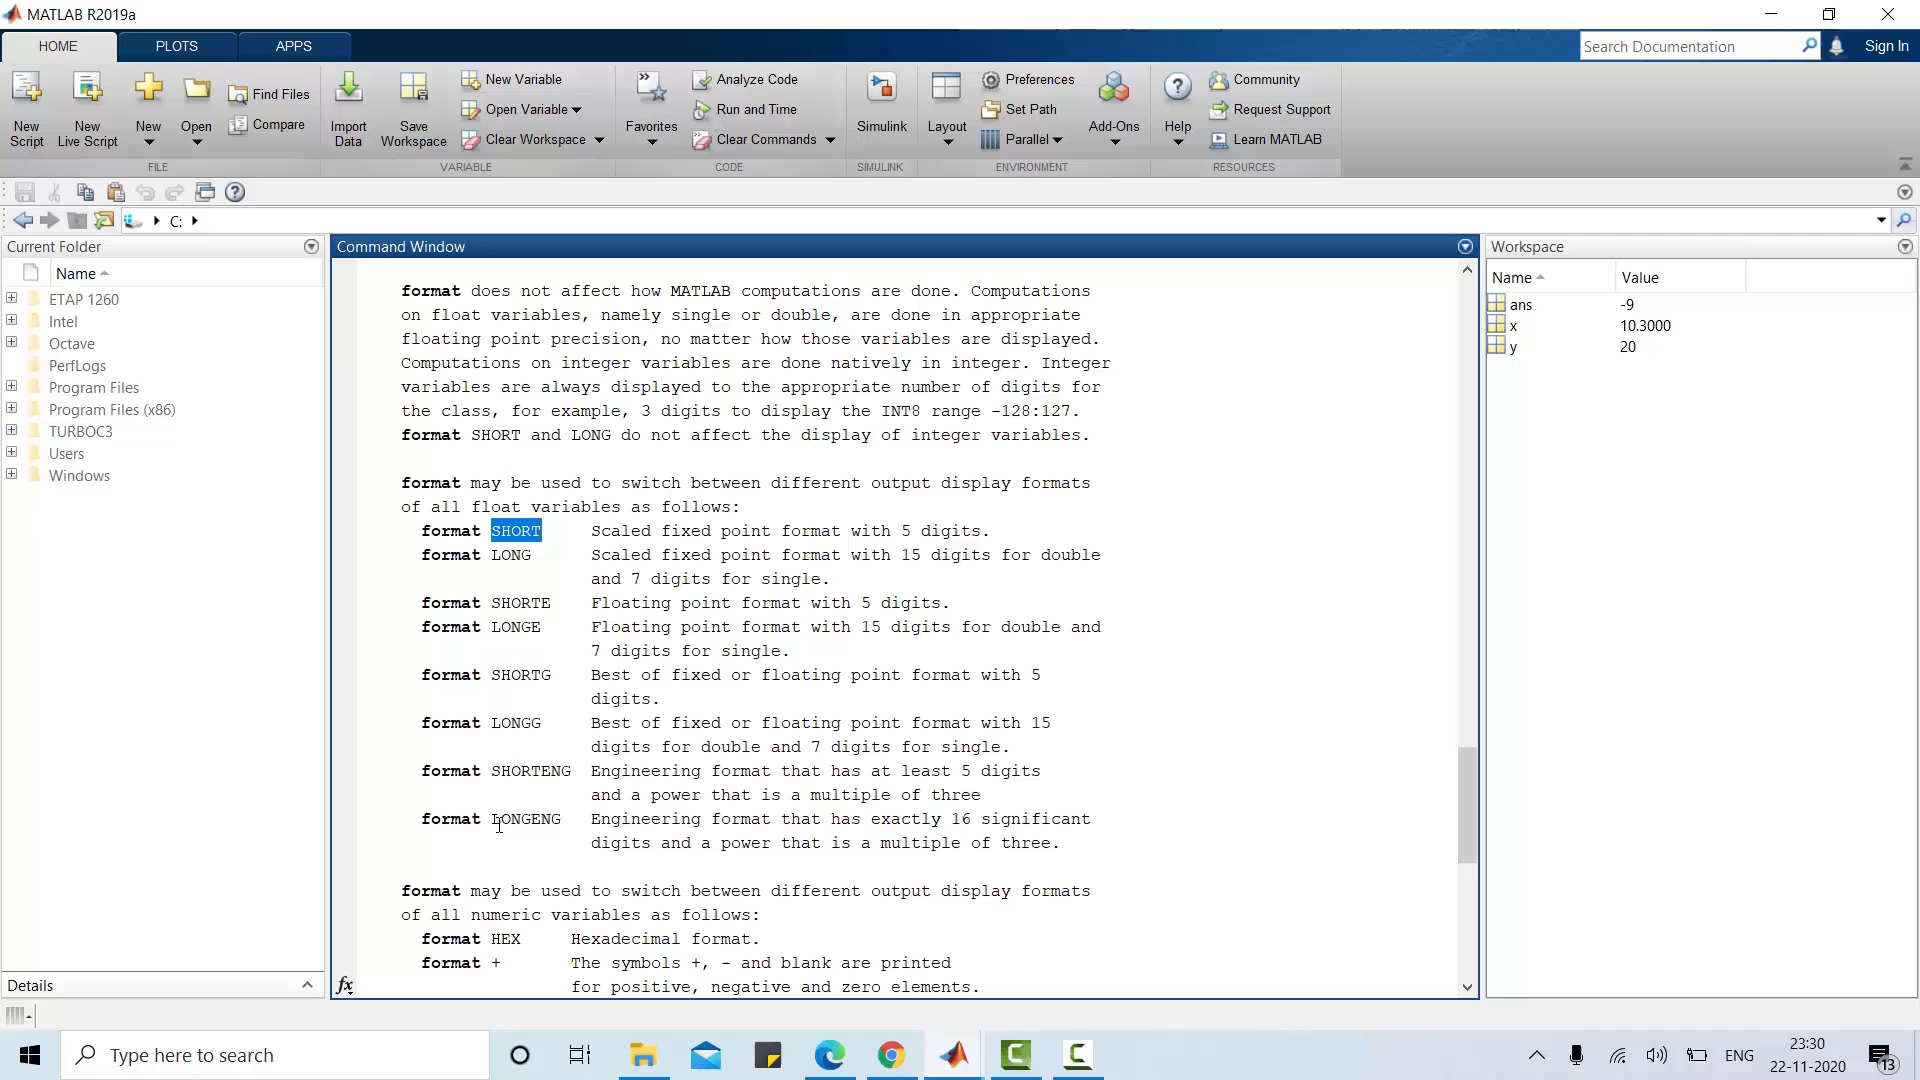 MATLAB R2019a
HOME PLOTS APPS
Search Documentation
Sign In
New Script
New Live Script
New
Open
Find Files
Compare
FILE
Import Data
Save Workspace
New Variable
Open Variable
Clear Workspace
VARIABLE
Favorites
Analyze Code
Run and Time
Clear Commands
CODE
Simulink
SIMULINK
Layout
Preferences
Set Path
Parallel
ENVIRONMENT
Add-Ons
Help
Community
Request Support
Learn MATLAB
RESOURCES
C:
Current Folder
Name
ETAP 1260
Intel
Octave
PerfLogs
Program Files
Program Files (x86)
TURBOC3
Users
Windows
Details
Command Window
format does not affect how MATLAB computations are done. Computations
on float variables, namely single or double, are done in appropriate
floating point precision, no matter how those variables are displayed.
Computations on integer variables are done natively in integer. Integer
variables are always displayed to the appropriate number of digits for
the class, for example, 3 digits to display the INT8 range -128:127.
format SHORT and LONG do not affect the display of integer variables.
format may be used to switch between different output display formats
of all float variables as follows:
format SHORT Scaled fixed point format with 5 digits.
format LONG Scaled fixed point format with 15 digits for double
and 7 digits for single.
format SHORTE Floating point format with 5 digits.
format LONGE Floating point format with 15 digits for double and
7 digits for single.
format SHORTG Best of fixed or floating point format with 5
digits.
format LONGG Best of fixed or floating point format with 15
digits for double and 7 digits for single.
format SHORTENG Engineering format that has at least 5 digits
and a power that is a multiple of three
format LONGENG Engineering format that has exactly 16 significant
digits and a power that is a multiple of three.
format may be used to switch between different output display formats
of all numeric variables as follows:
format HEX Hexadecimal format.
format + The symbols +, - and blank are printed
for positive, negative and zero elements.
fx
Workspace
Name Value
ans -9
x 10.3000
y 20
Type here to search
ENG
23:30
22-11-2020
13